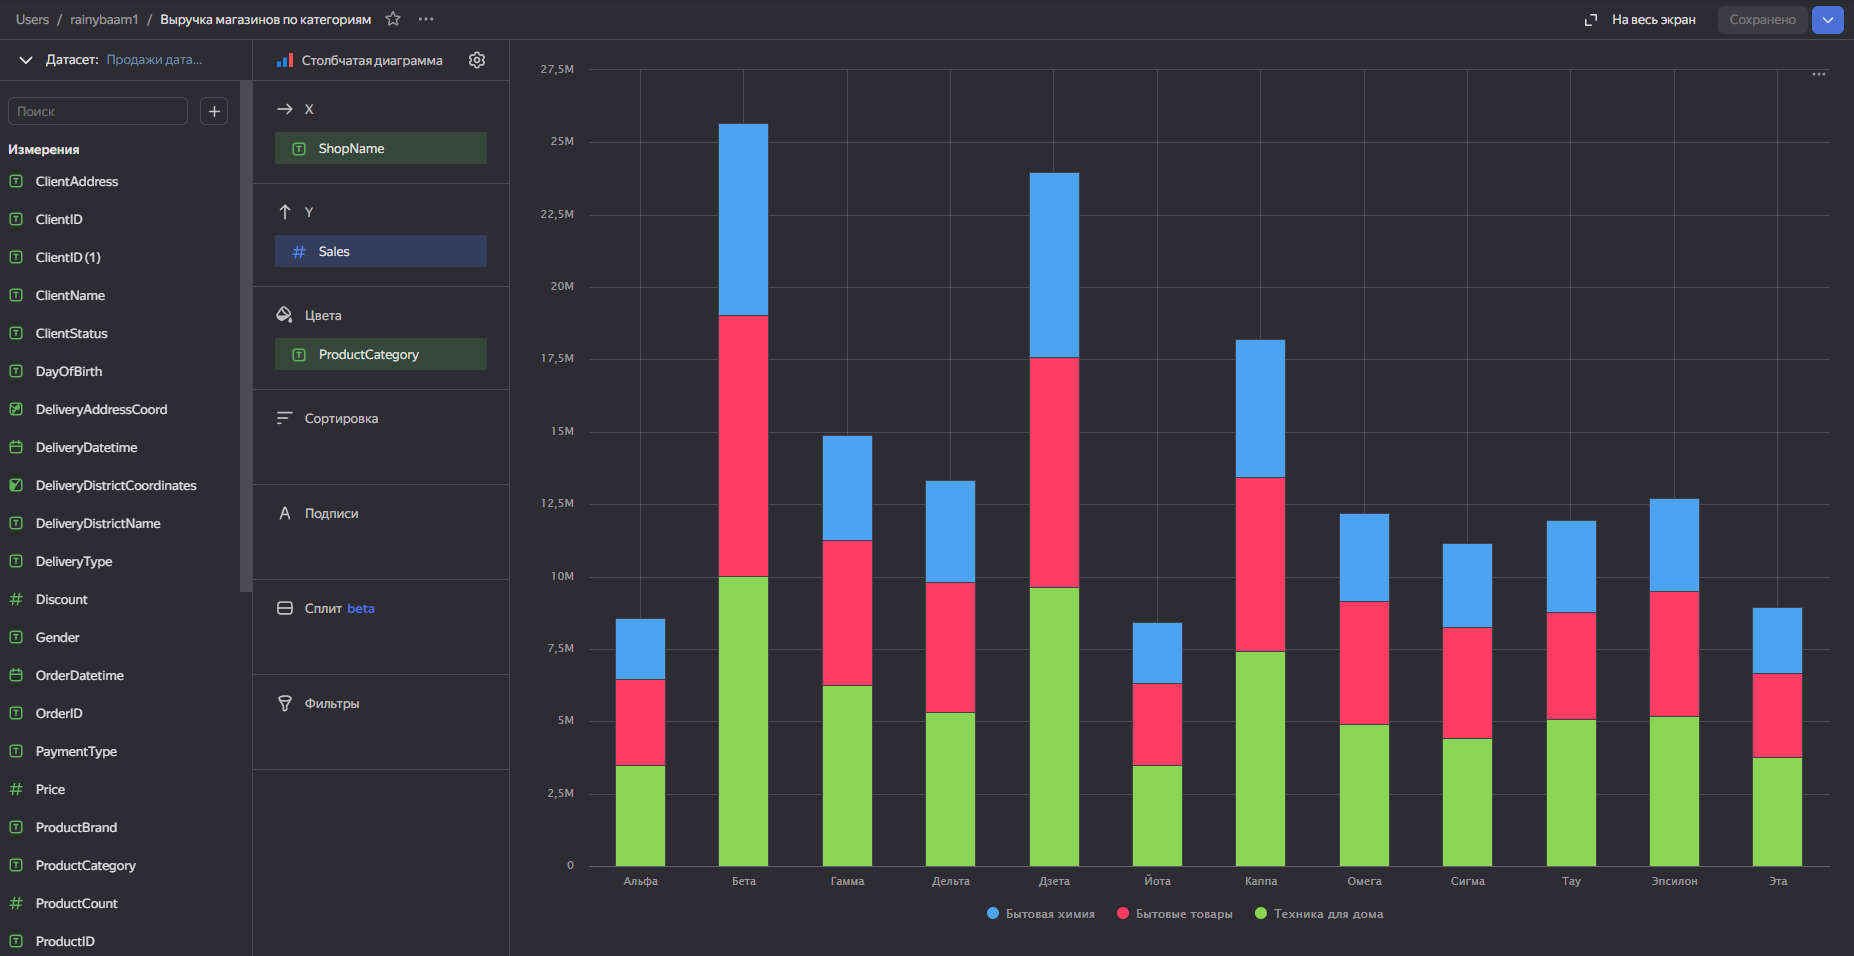 Users / rainybaam1 / Выручка магазинов по категориям
На весь экран
Сохранено
Датасет: Продажи дата...
Поиск
Измерения
ClientAddress
ClientID
ClientID (1)
ClientName
ClientStatus
DayOfBirth
DeliveryAddressCoord
DeliveryDatetime
DeliveryDistrictCoordinates
DeliveryDistrictName
DeliveryType
Discount
Gender
OrderDatetime
OrderID
PaymentType
Price
ProductBrand
ProductCategory
ProductCount
ProductID
Столбчатая диаграмма
X
ShopName
Y
Sales
Цвета
ProductCategory
Сортировка
Подписи
Сплит beta
Фильтры
27,5M
25M
22,5M
20M
17,5M
15M
12,5M
10M
7,5M
5M
2,5M
0
Альфа Бета Гамма Дельта Дзета Йота Каппа Омега Сигма Тау Эпсилон Эта
Бытовая химия Бытовые товары Техника для дома